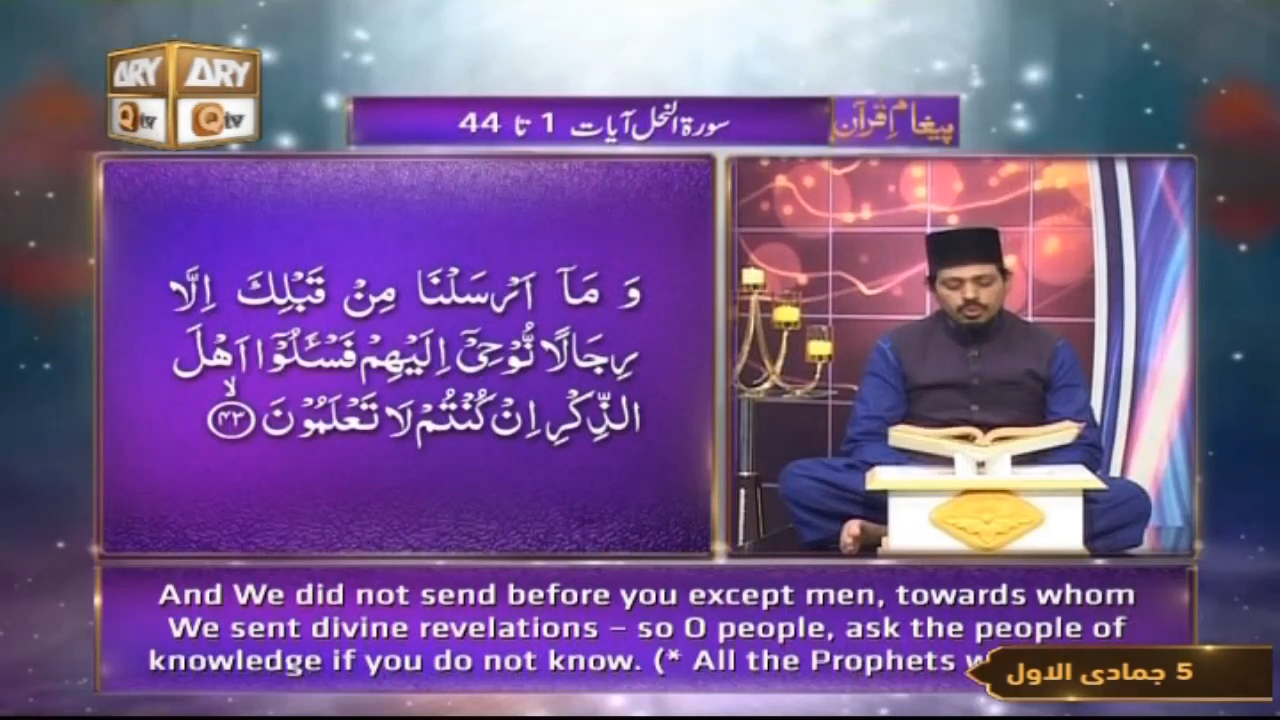 ARY
ARY
Qtv
Qtv
پیغامِ قرآن
سورۃ النحل آیات 1 تا 44
وَ مَاۤ اَرْسَلْنَا مِنْ قَبْلِكَ اِلَّا
رِجَالًا نُّوْحِیْۤ اِلَیْهِمْ فَسْـَٔلُوْۤا اَهْلَ
الذِّكْرِ اِنْ كُنْتُمْ لَا تَعْلَمُوْنَۙ ۴۳
And We did not send before you except men, towards whom
We sent divine revelations – so O people, ask the people of
knowledge if you do not know. (* All the Prophets
5 جمادی الاول